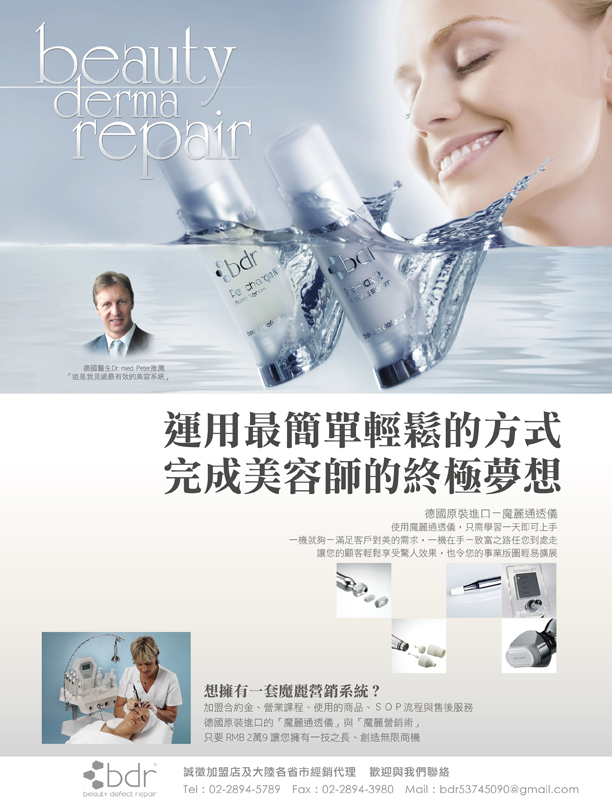 beauty
derma
repair
bdr
Re-charge N
bdr
德國醫生Dr. med. Peter推薦
「這是我見過最有效的美容系統」
運用最簡單輕鬆的方式
完成美容師的終極夢想
德國原裝進口－魔麗通透儀
使用魔麗通透儀，只需學習一天即可上手
一機就夠－滿足客戶對美的需求，一機在手－致富之路任您到處走
讓您的顧客輕鬆享受驚人效果，也令您的事業版圖輕易擴展
想擁有一套魔麗營銷系統？
加盟合約金、營業課程、使用的商品、ＳＯＰ流程與售後服務
德國原裝進口的「魔麗通透儀」與「魔麗營銷術」
只要 RMB 2萬9 讓您擁有一技之長、創造無限商機
bdr®
beauty defect repair
誠徵加盟店及大陸各省市經銷代理　歡迎與我們聯絡
Tel：02-2894-5789　Fax：02-2894-3980　Mail：bdr53745090@gmail.com